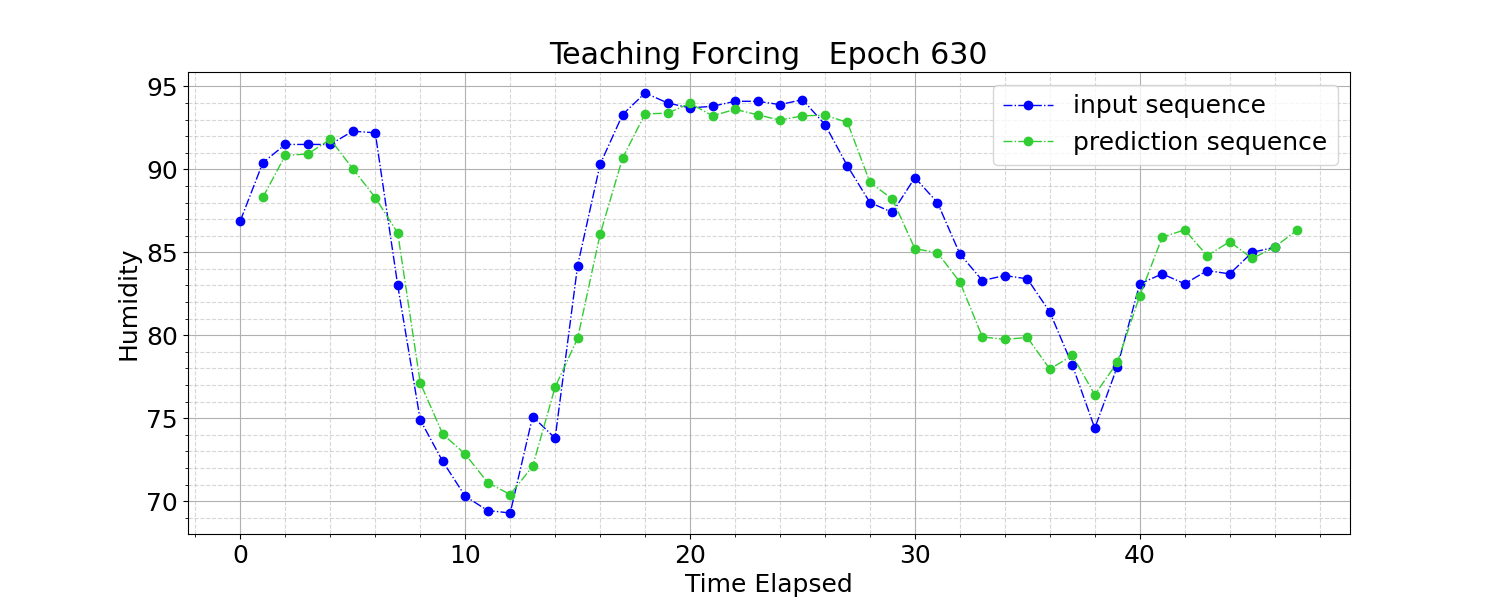 Teaching Forcing   Epoch 630
input sequence
prediction sequence
Humidity
95
90
85
80
75
70
0 10 20 30 40
Time Elapsed